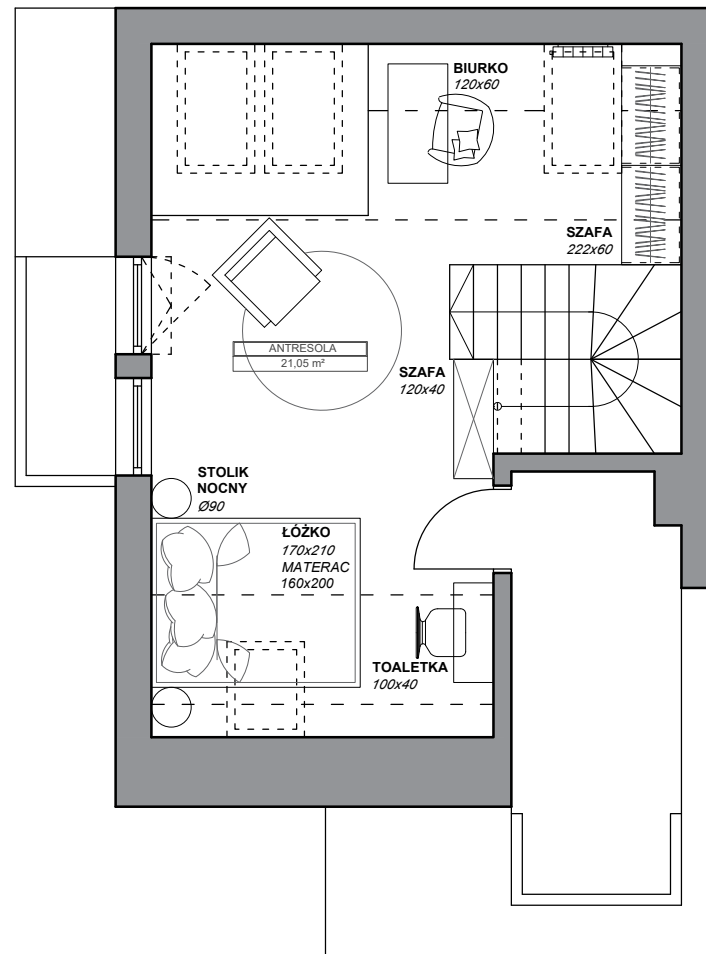 BIURKO
120x60
SZAFA
222x60
ANTRESOLA
21,05 m²
SZAFA
120x40
STOLIK
NOCNY
Ø90
ŁÓŻKO
170x210
MATERAC
160x200
TOALETKA
100x40